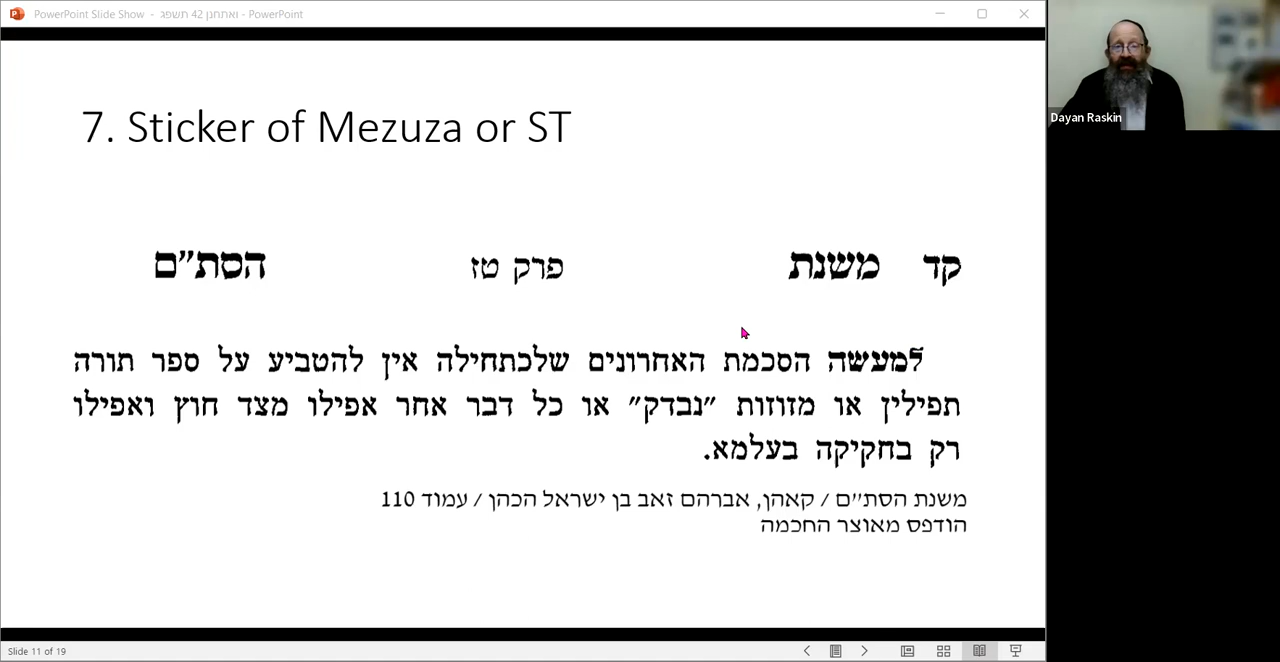 PowerPoint Slide Show - ואתחנן 42 תשפג - PowerPoint
Dayan Raskin
7. Sticker of Mezuza or ST
קד משנת פרק טז הסת״ם
למעשה הסכמת האחרונים שלכתחילה אין להטביע על ספר תורה
תפילין או מזוזות ״נבדק״ או כל דבר אחר אפילו מצד חוץ ואפילו
רק בחקיקה בעלמא.
משנת הסת״ם / קאהן, אברהם זאב בן ישראל הכהן / עמוד 110
הודפס מאוצר החכמה
Slide 11 of 19